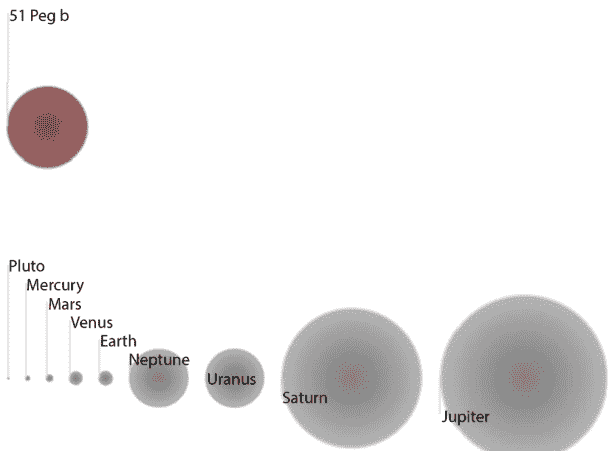 51 Peg b
Pluto
Mercury
Mars
Venus
Earth
Neptune
Uranus
Saturn
Jupiter